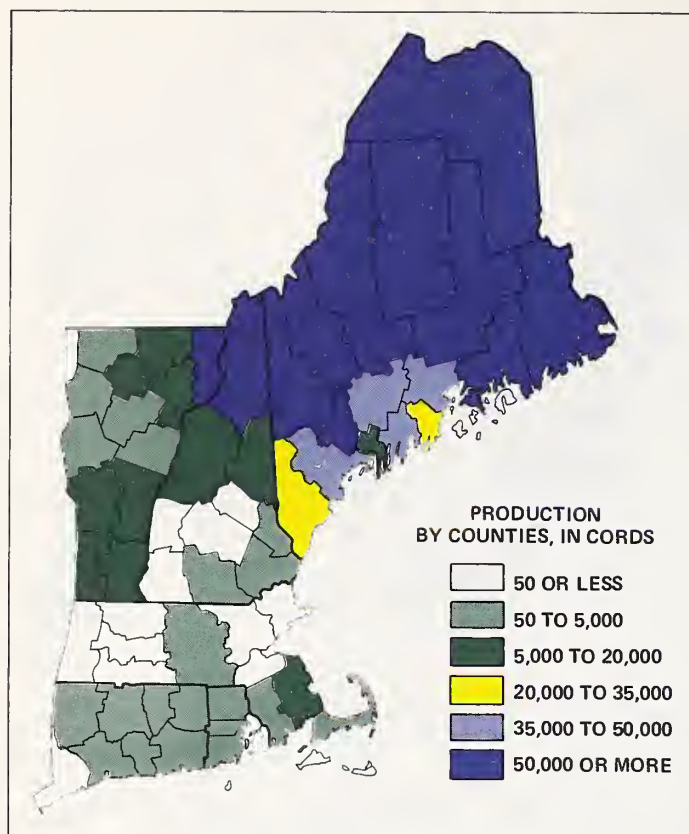 PRODUCTION
BY COUNTIES, IN CORDS
50 OR LESS
50 TO 5,000
5,000 TO 20,000
20,000 TO 35,000
35,000 TO 50,000
50,000 OR MORE